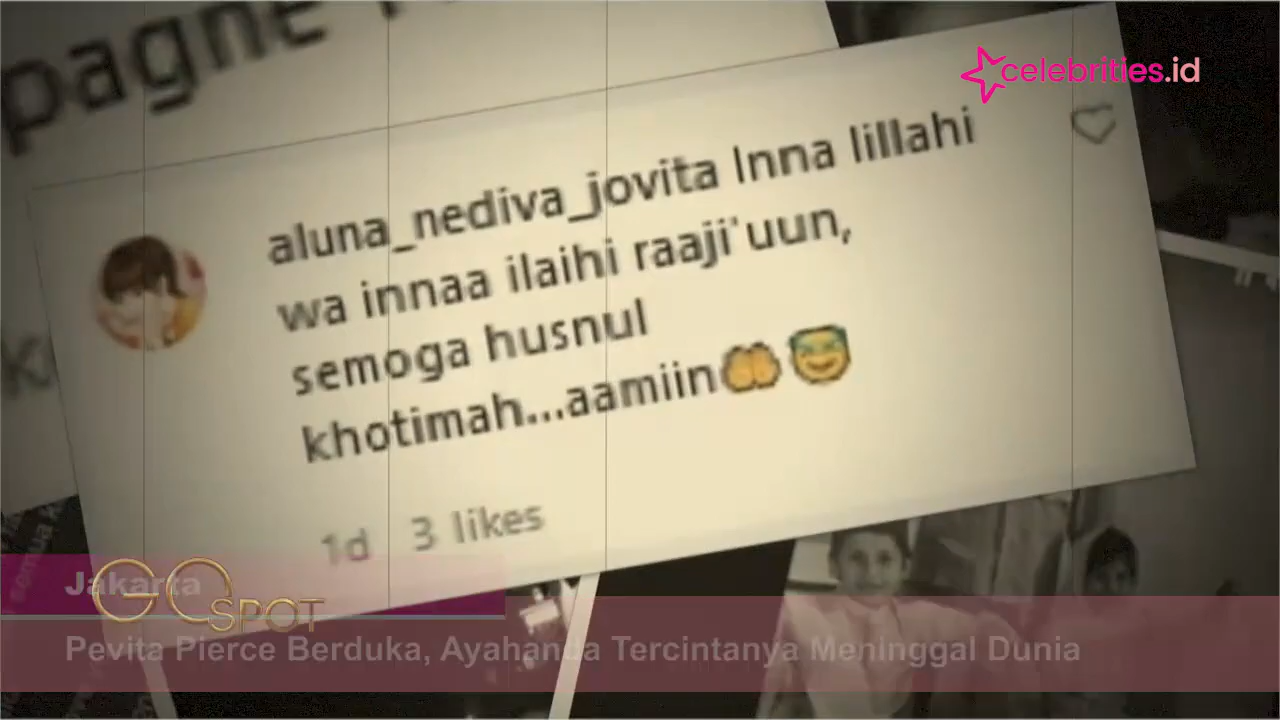 pagne
celebrities.id
aluna_nediva_jovita Inna lillahi
wa innaa ilaihi raaji'uun,
semoga husnul
khotimah...aamiin🤲😇
1d 3 likes
Jakarta
GO SPOT
Pevita Pierce Berduka, Ayahanda Tercintanya Meninggal Dunia